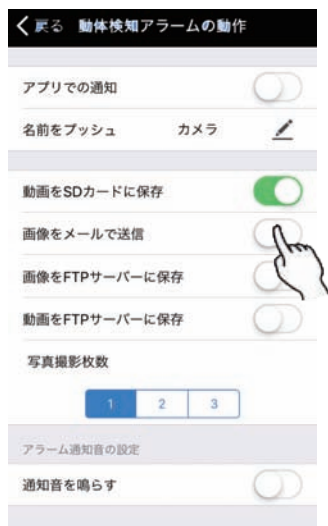 戻る 動体検知アラームの動作
アプリでの通知
名前をプッシュ カメラ
動画をSDカードに保存
画像をメールで送信
画像をFTPサーバーに保存
動画をFTPサーバーに保存
写真撮影枚数
1 2 3
アラーム通知音の設定
通知音を鳴らす